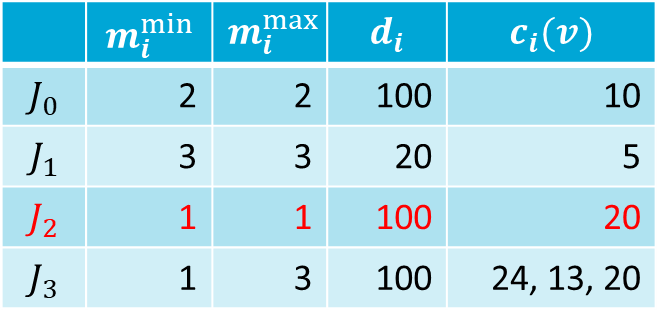 m_i^min m_i^max d_i c_i(v)
J_0 2 2 100 10
J_1 3 3 20 5
J_2 1 1 100 20
J_3 1 3 100 24, 13, 20